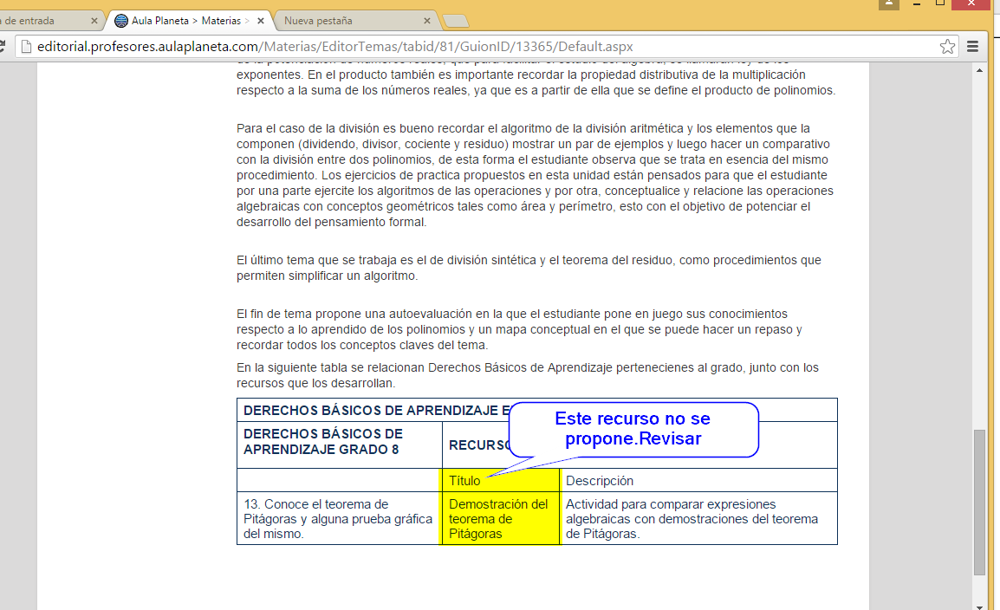 a de entrada
Aula Planeta > Materias >
Nueva pestaña
editorial.profesores.aulaplaneta.com/Materias/EditorTemas/tabid/81/GuionID/13365/Default.aspx
exponentes. En el producto también es importante recordar la propiedad distributiva de la multiplicación
respecto a la suma de los números reales, ya que es a partir de ella que se define el producto de polinomios.
Para el caso de la división es bueno recordar el algoritmo de la división aritmética y los elementos que la
componen (dividendo, divisor, cociente y residuo) mostrar un par de ejemplos y luego hacer un comparativo
con la división entre dos polinomios, de esta forma el estudiante observa que se trata en esencia del mismo
procedimiento. Los ejercicios de practica propuestos en esta unidad están pensados para que el estudiante
por una parte ejercite los algoritmos de las operaciones y por otra, conceptualice y relacione las operaciones
algebraicas con conceptos geométricos tales como área y perímetro, esto con el objetivo de potenciar el
desarrollo del pensamiento formal.
El último tema que se trabaja es el de división sintética y el teorema del residuo, como procedimientos que
permiten simplificar un algoritmo.
El fin de tema propone una autoevaluación en la que el estudiante pone en juego sus conocimientos
respecto a lo aprendido de los polinomios y un mapa conceptual en el que se puede hacer un repaso y
recordar todos los conceptos claves del tema.
En la siguiente tabla se relacionan Derechos Básicos de Aprendizaje pertenecienes al grado, junto con los
recursos que los desarrollan.
DERECHOS BÁSICOS DE APRENDIZAJE E
Este recurso no se
propone.Revisar
DERECHOS BÁSICOS DE
APRENDIZAJE GRADO 8
RECURSO
Título
Descripción
13. Conoce el teorema de
Pitágoras y alguna prueba gráfica
del mismo.
Demostración del
teorema de
Pitágoras
Actividad para comparar expresiones
algebraicas con demostraciones del teorema
de Pitágoras.